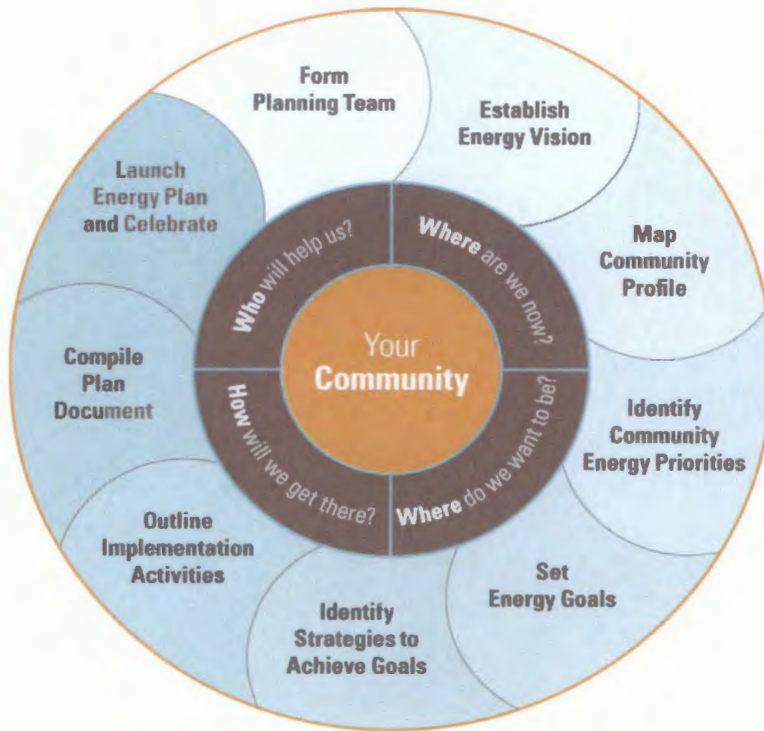 Form
Planning Team
Establish
Energy Vision
Map
Community
Profile
Identify
Community
Energy Priorities
Set
Energy Goals
Identify
Strategies to
Achieve Goals
Outline
Implementation
Activities
Compile
Plan
Document
Launch
Energy Plan
and Celebrate
Who will help us?
Where are we now?
Where do we want to be?
How will we get there?
Your
Community